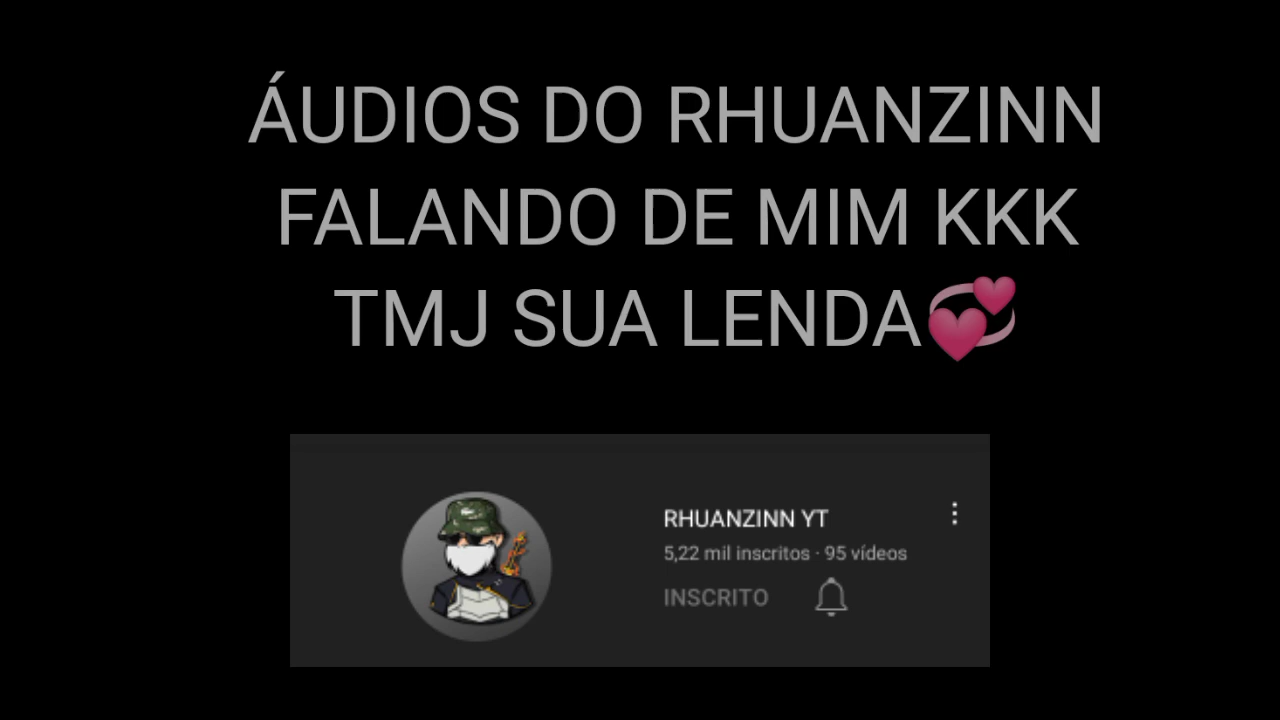 ÁUDIOS DO RHUANZINN
FALANDO DE MIM KKK
TMJ SUA LENDA💞
RHUANZINN YT
5,22 mil inscritos · 95 vídeos
INSCRITO